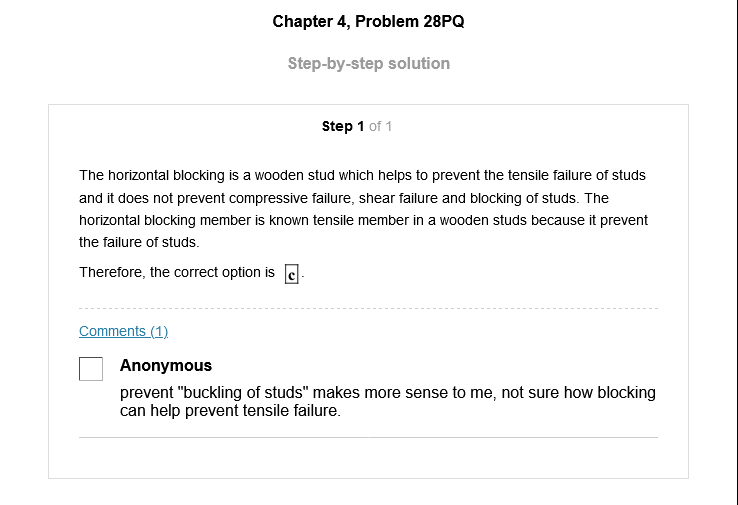 Chapter 4, Problem 28PQ
Step-by-step solution
Step 1 of 1
The horizontal blocking is a wooden stud which helps to prevent the tensile failure of studs
and it does not prevent compressive failure, shear failure and blocking of studs. The
horizontal blocking member is known tensile member in a wooden studs because it prevent
the failure of studs.
Therefore, the correct option is c.
Comments (1)
Anonymous
prevent "buckling of studs" makes more sense to me, not sure how blocking
can help prevent tensile failure.